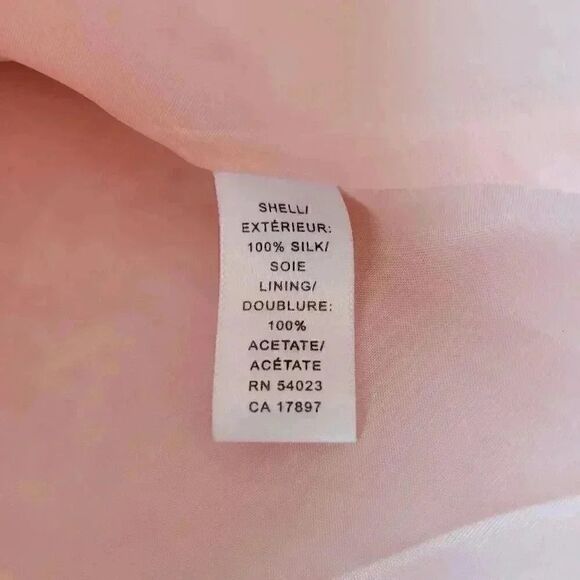 SHELL/
EXTÉRIEUR:
100% SILK/
SOIE
LINING/
DOUBLURE:
100%
ACETATE/
ACÉTATE
RN 54023
CA 17897